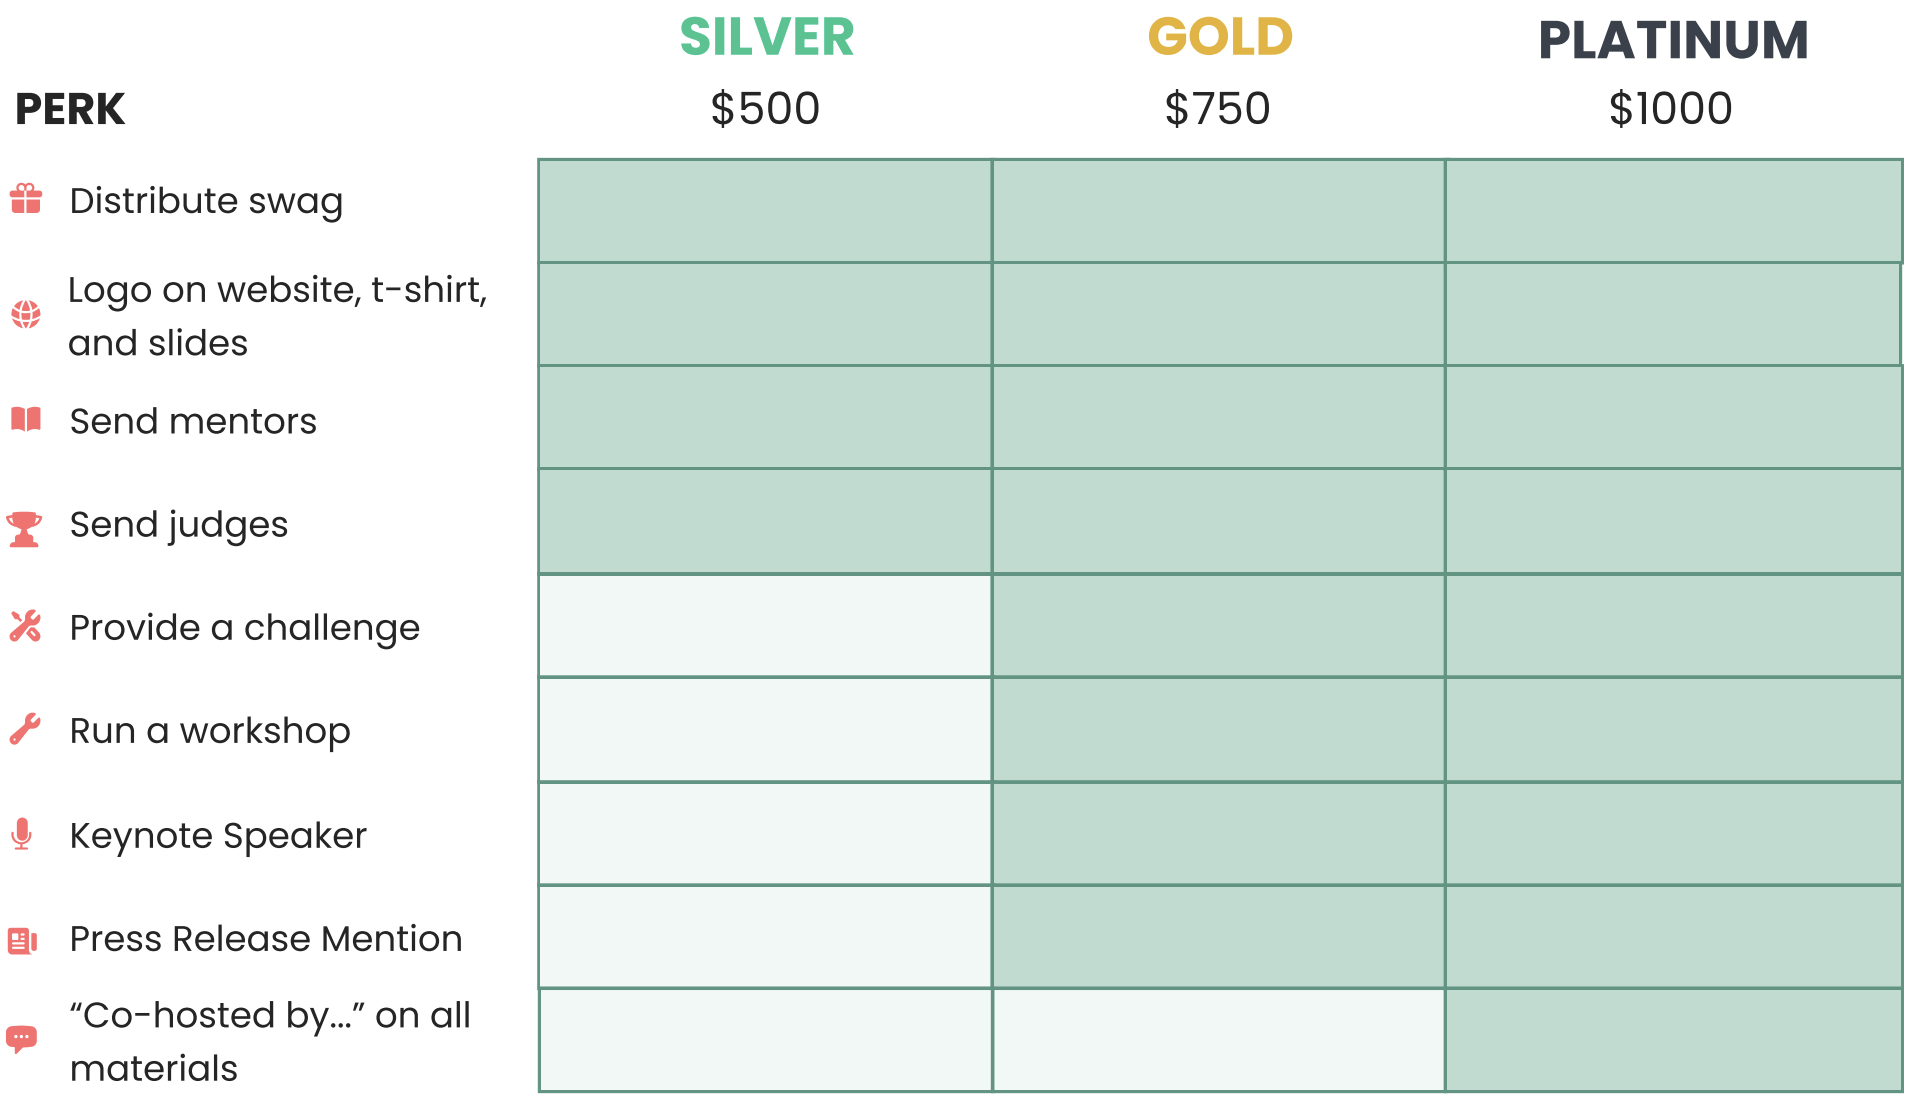 SILVER GOLD PLATINUM
PERK $500 $750 $1000
Distribute swag
Logo on website, t-shirt,
and slides
Send mentors
Send judges
Provide a challenge
Run a workshop
Keynote Speaker
Press Release Mention
“Co-hosted by...” on all
materials